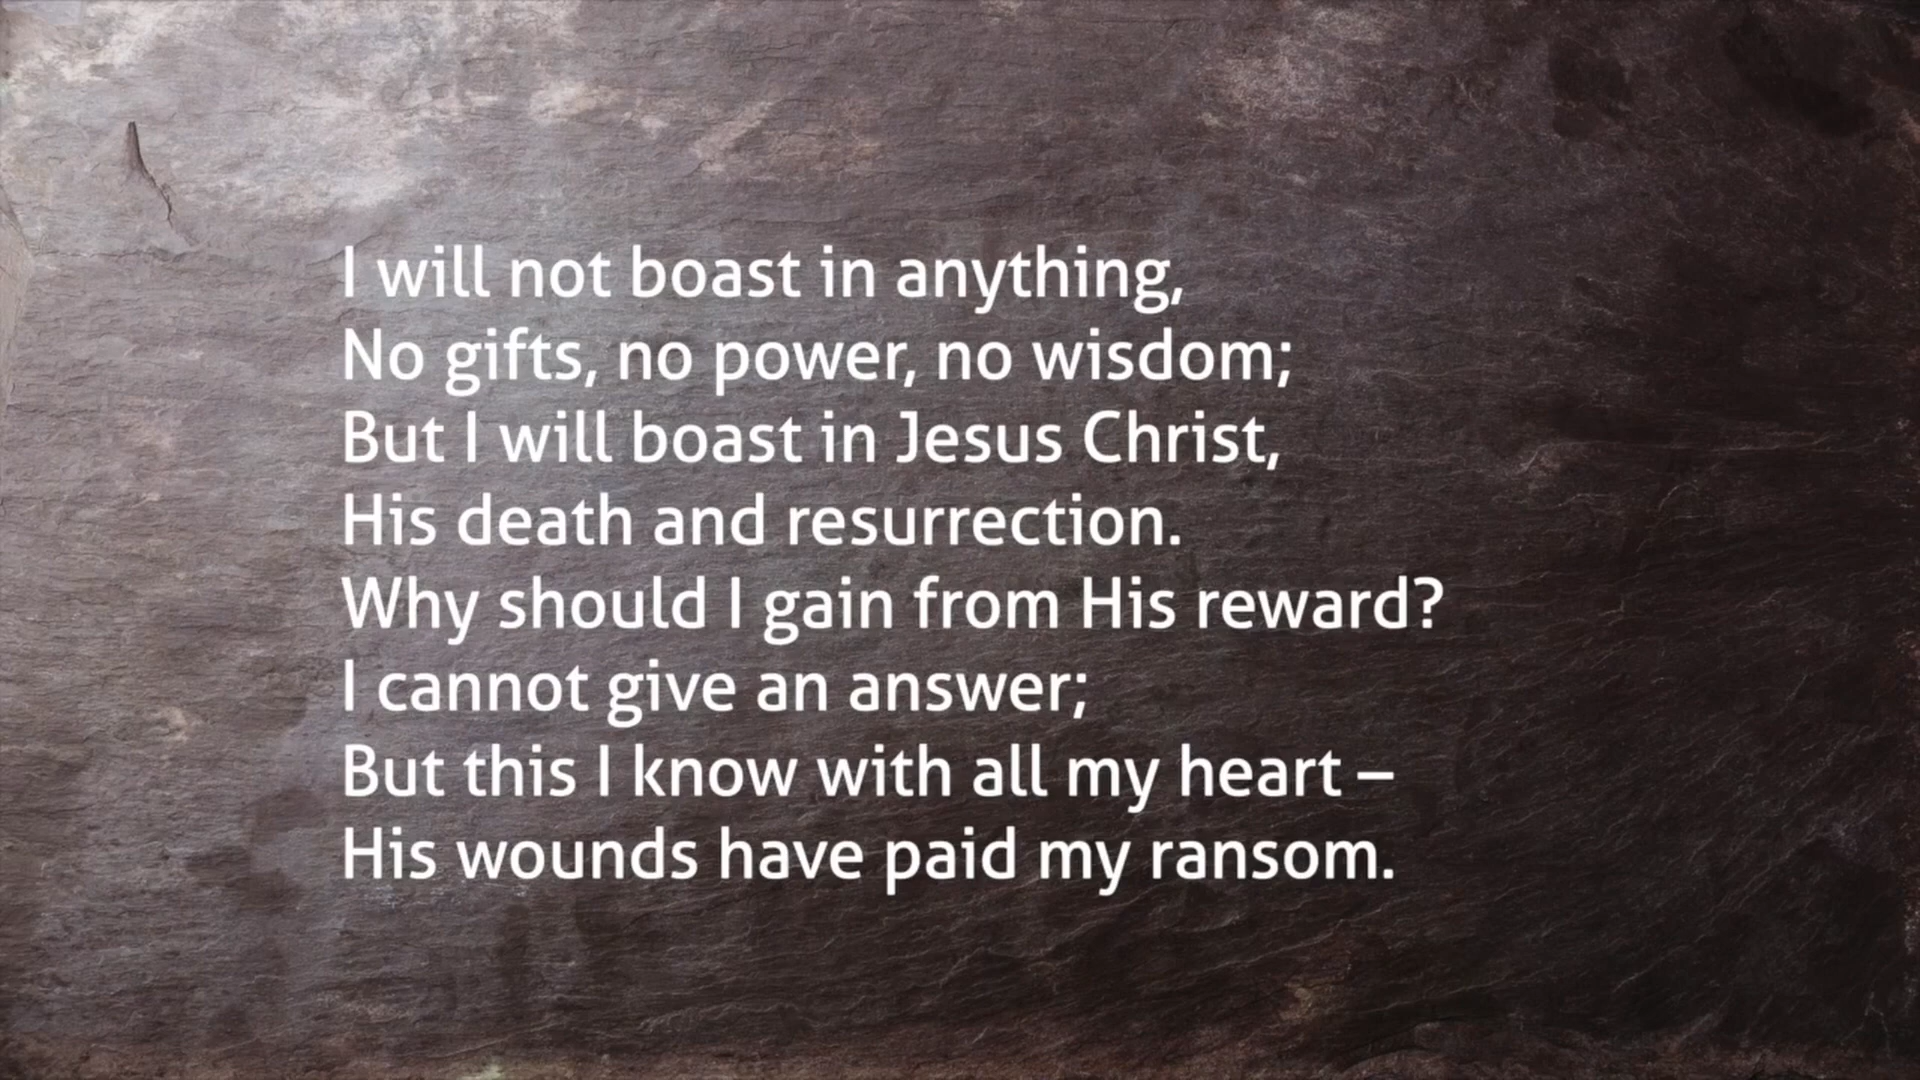 I will not boast in anything,
No gifts, no power, no wisdom;
But I will boast in Jesus Christ,
His death and resurrection.
Why should I gain from His reward?
I cannot give an answer;
But this I know with all my heart –
His wounds have paid my ransom.